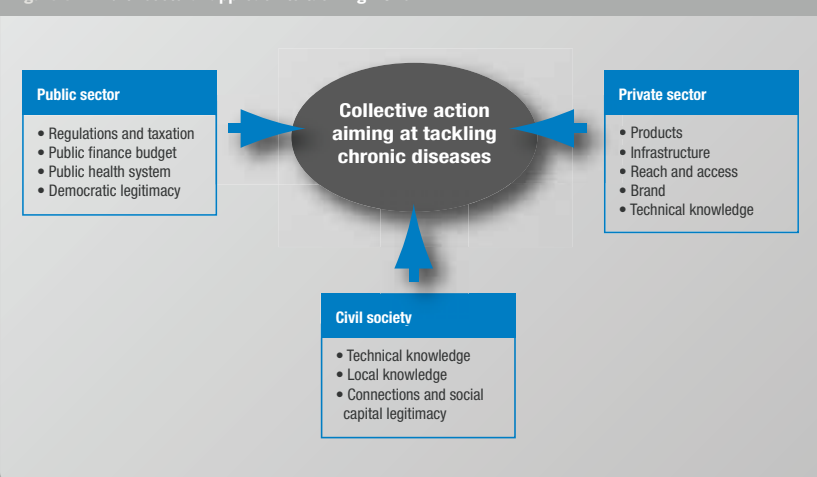 Public sector
• Regulations and taxation
• Public finance budget
• Public health system
• Democratic legitimacy
Collective action
aiming at tackling
chronic diseases
Private sector
• Products
• Infrastructure
• Reach and access
• Brand
• Technical knowledge
Civil society
• Technical knowledge
• Local knowledge
• Connections and social
capital legitimacy